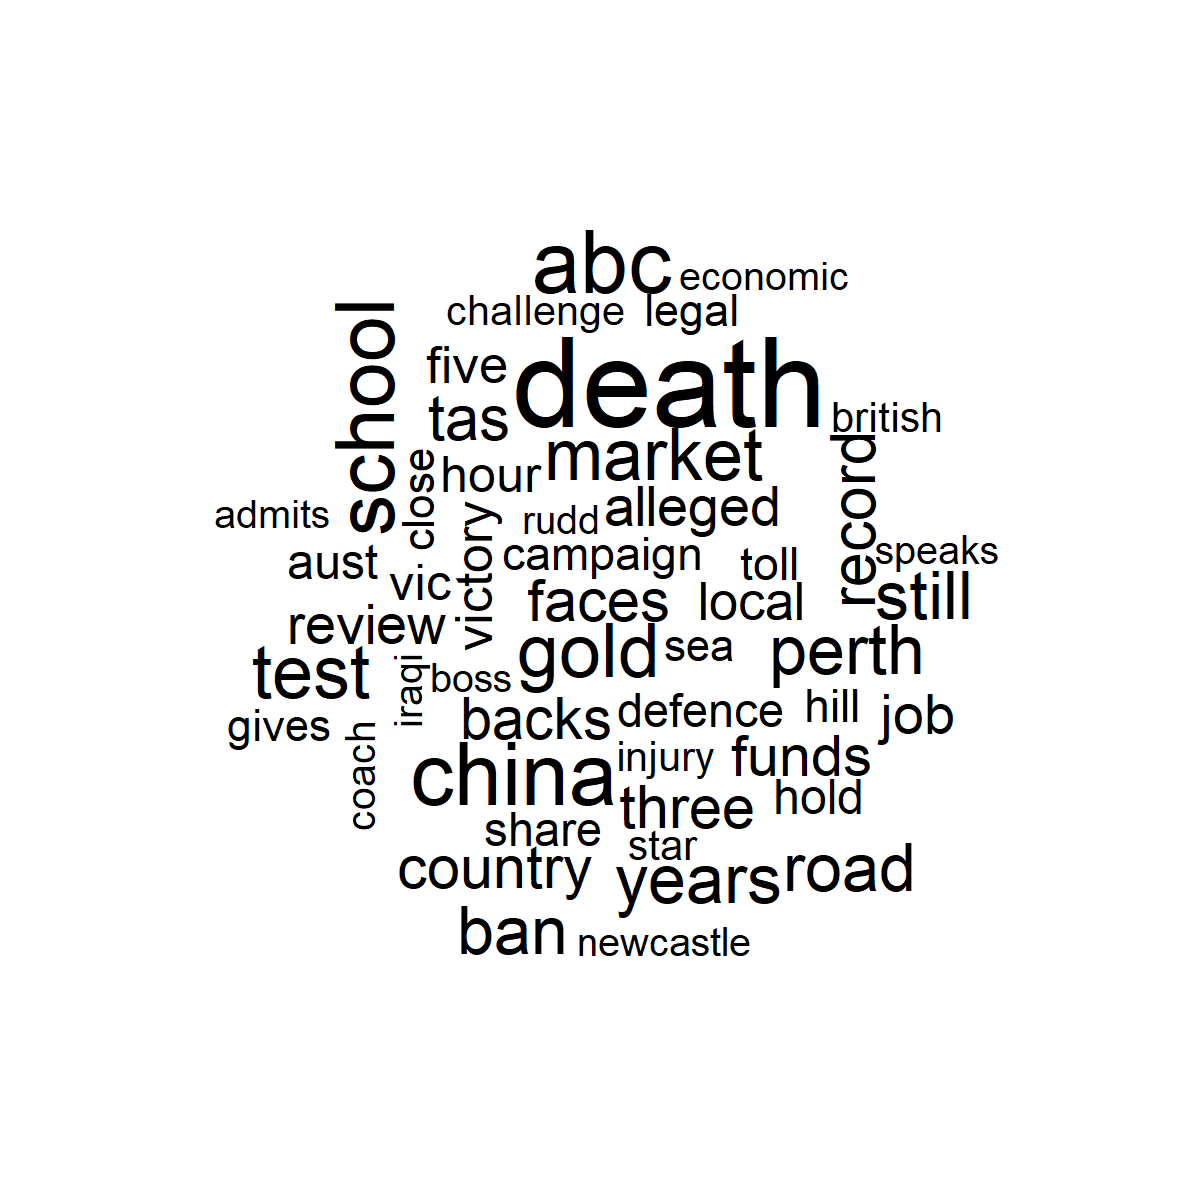 abc
economic
challenge
legal
school
five
death
tas
british
market
record
hour
close
admits
victory
rudd
alleged
campaign
speaks
aust
toll
vic
faces
local
still
review
test
gold
sea
perth
iraqi
boss
gives
backs
defence
hill
job
coach
china
injury
funds
three
hold
share
star
country
years
road
ban
newcastle